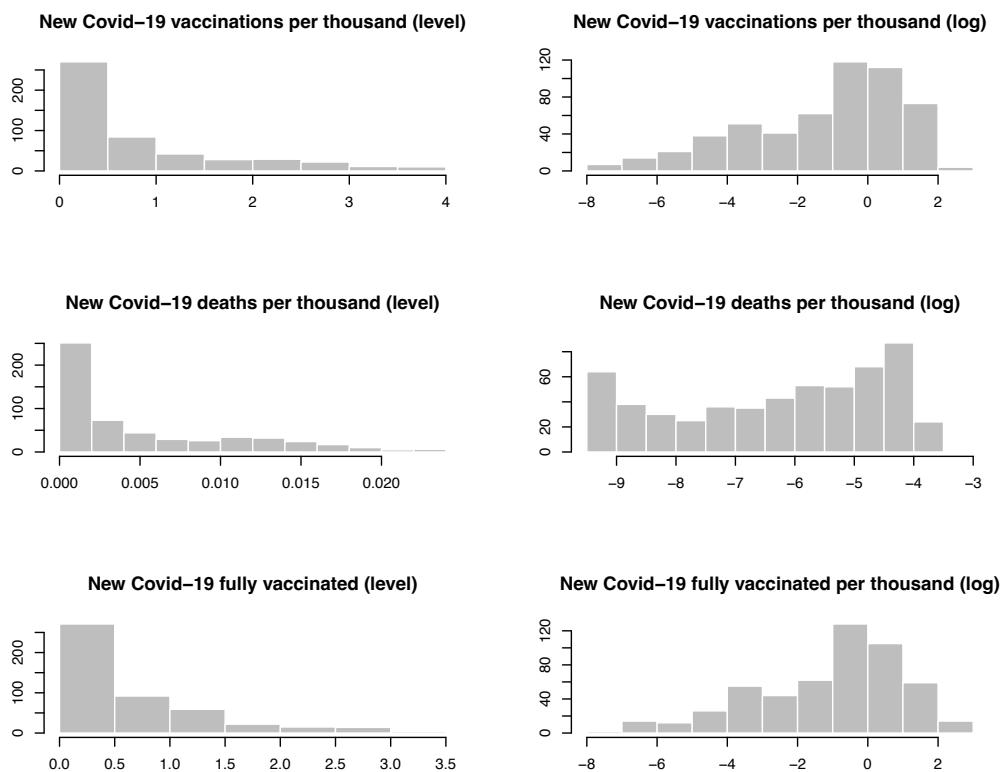 New Covid−19 vaccinations per thousand (level)
0 100 200
0 1 2 3 4
New Covid−19 vaccinations per thousand (log)
0 40 80 120
−8 −6 −4 −2 0 2
New Covid−19 deaths per thousand (level)
0 100 200
0.000 0.005 0.010 0.015 0.020
New Covid−19 deaths per thousand (log)
0 20 60
−9 −8 −7 −6 −5 −4 −3
New Covid−19 fully vaccinated (level)
0 100 200
0.0 0.5 1.0 1.5 2.0 2.5 3.0 3.5
New Covid−19 fully vaccinated per thousand (log)
0 40 80 120
−8 −6 −4 −2 0 2